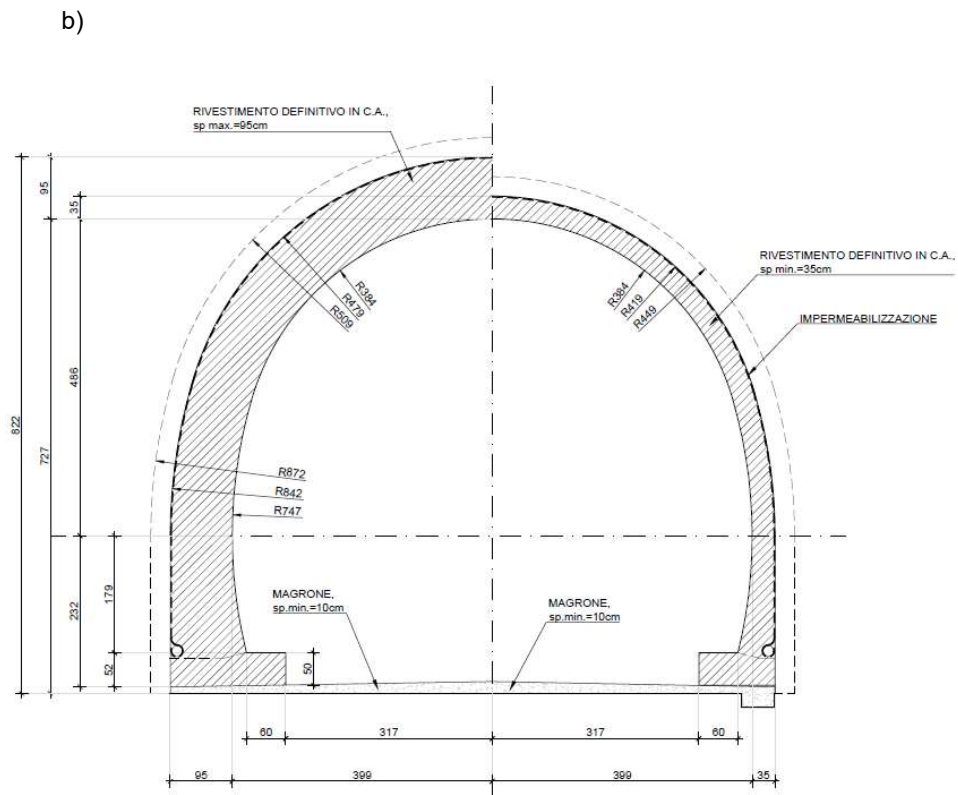 b)
RIVESTIMENTO DEFINITIVO IN C.A.,
sp max.=95cm
95
35
RIVESTIMENTO DEFINITIVO IN C.A.,
sp min.=35cm
R384
R479
R509
R384
R419
R449
IMPERMEABILIZZAZIONE
486
822
727
R872
R842
R747
179
232
MAGRONE,
sp.min.=10cm
MAGRONE,
sp.min.=10cm
52
50
60
317
317
60
95
399
399
35